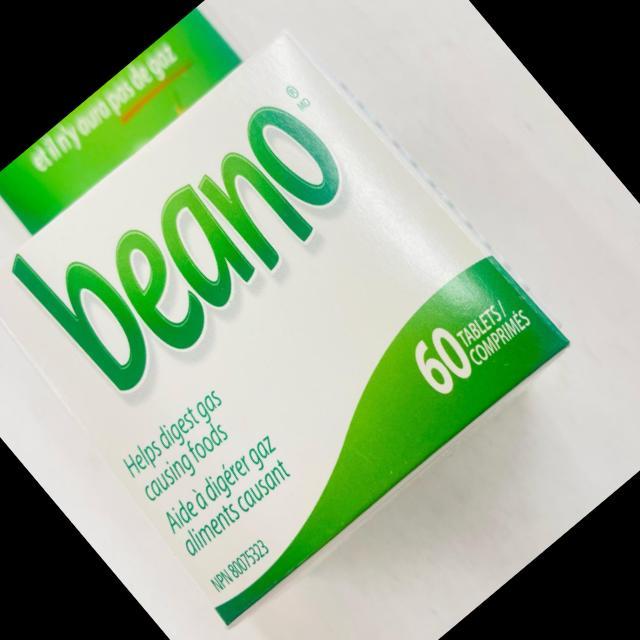 et il n'y aura pas de gaz
beano® MD
60 TABLETS/
COMPRIMÉS
Helps digest gas
causing foods
Aide à digérer gaz
aliments causant
NPN 80075323